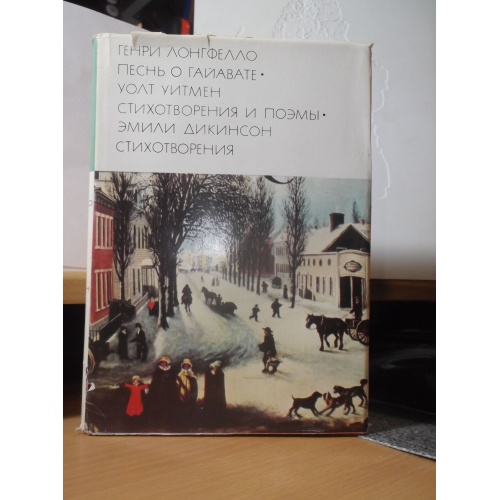 ГЕНРИ ЛОНГФЕЛЛО
ПЕСНЬ О ГАЙАВАТЕ •
УОЛТ УИТМЕН
СТИХОТВОРЕНИЯ И ПОЭМЫ •
ЭМИЛИ ДИКИНСОН
СТИХОТВОРЕНИЯ